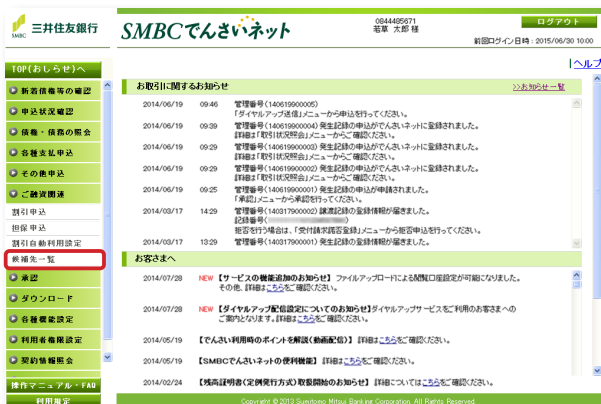 SMBC 三井住友銀行
SMBCでんさいネット
0844485671
若草 太郎 様
ログアウト
前回ログイン日時：2015/06/30 10:00
TOP(おしらせ)へ
新着債権等の確認
申込状況確認
債権・債務の照会
各種支払申込
その他申込
ご融資関連
割引申込
担保申込
割引自動利用設定
候補先一覧
承認
ダウンロード
各種機能設定
利用者権限設定
契約情報照会
操作マニュアル・FAQ
利用規定
|ヘルプ
お取引に関するお知らせ
>>お知らせ一覧
2014/06/19 09:46 管理番号(140619900005)
「ダイヤルアップ送信」メニューから申込を行ってください。
2014/06/19 09:39 管理番号(140619900004) 発生記録の申込がでんさいネットに登録されました。
詳細は「取引状況照会」メニューからご確認ください。
2014/06/19 09:29 管理番号(140619900003) 発生記録の申込がでんさいネットに登録されました。
詳細は「取引状況照会」メニューからご確認ください。
2014/06/19 09:29 管理番号(140619900002) 発生記録の申込がでんさいネットに登録されました。
詳細は「取引状況照会」メニューからご確認ください。
2014/06/19 09:25 管理番号(140619900001) 発生記録の申込が申請されました。
「承認」メニューから承認を行ってください。
2014/03/17 14:29 管理番号(140317900002) 譲渡記録の登録情報が届きました。
記録番号(
拒否を行う場合は、「受付請求諾否登録」メニューから拒否申込を行ってください。
2014/03/17 13:29 管理番号(140317900001) 発生記録の登録情報が届きました。
お客さまへ
2014/07/28 NEW 【サービスの機能追加のお知らせ】 ファイルアップロードによる閲覧口座設定が可能になりました。
その他、詳細はこちらをご確認ください。
2014/07/28 NEW 【ダイヤルアップ配信設定についてのお知らせ】ダイヤルアップサービスをご利用のお客さまへの
ご案内となります。詳細はこちらをご確認ください。
2014/05/19 【でんさい利用時のポイントを解説(動画配信)】 詳細はこちらをご確認ください。
2014/05/19 【SMBCでんさいネットの便利機能】 詳細はこちらをご確認ください。
2014/02/24 【残高証明書(定例発行方式)取扱開始のお知らせ】 詳細についてはこちらをご確認ください。
Copyright © 2013 Sumitomo Mitsui Banking Corporation. All Rights Reserved.